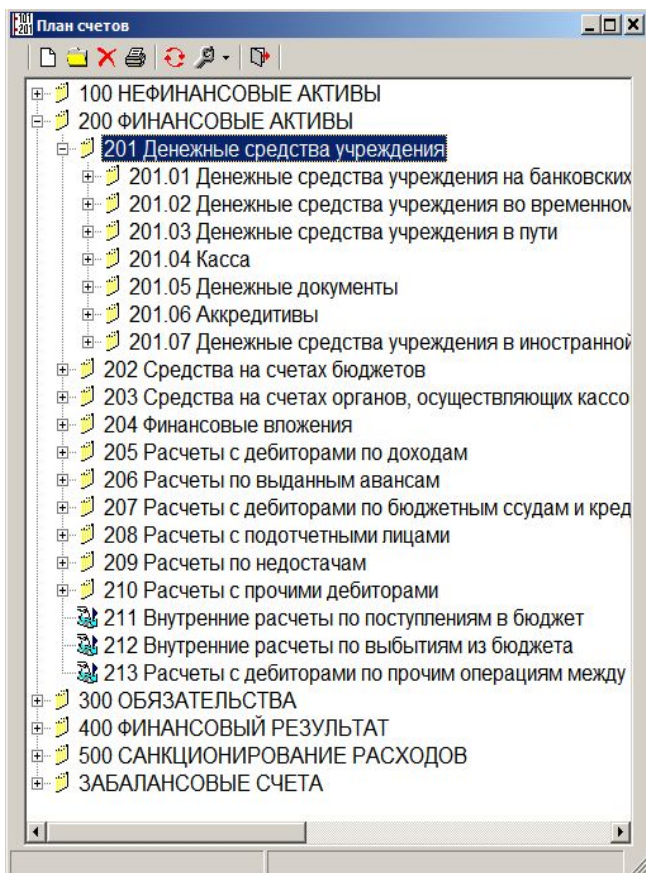 План счетов
100 НЕФИНАНСОВЫЕ АКТИВЫ
200 ФИНАНСОВЫЕ АКТИВЫ
201 Денежные средства учреждения
201.01 Денежные средства учреждения на банковских
201.02 Денежные средства учреждения во временном
201.03 Денежные средства учреждения в пути
201.04 Касса
201.05 Денежные документы
201.06 Аккредитивы
201.07 Денежные средства учреждения в иностранной
202 Средства на счетах бюджетов
203 Средства на счетах органов, осуществляющих кассо
204 Финансовые вложения
205 Расчеты с дебиторами по доходам
206 Расчеты по выданным авансам
207 Расчеты с дебиторами по бюджетным ссудам и кред
208 Расчеты с подотчетными лицами
209 Расчеты по недостачам
210 Расчеты с прочими дебиторами
211 Внутренние расчеты по поступлениям в бюджет
212 Внутренние расчеты по выбытиям из бюджета
213 Расчеты с дебиторами по прочим операциям между
300 ОБЯЗАТЕЛЬСТВА
400 ФИНАНСОВЫЙ РЕЗУЛЬТАТ
500 САНКЦИОНИРОВАНИЕ РАСХОДОВ
ЗАБАЛАНСОВЫЕ СЧЕТА